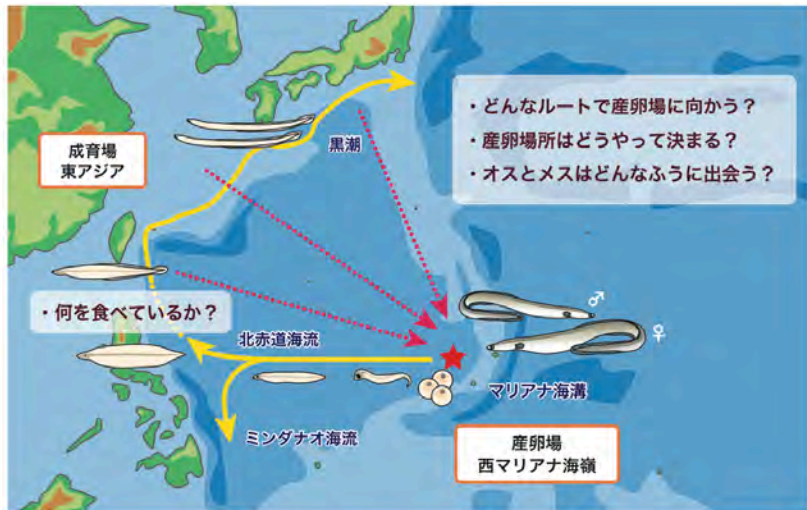 ・どんなルートで産卵場に向かう？
・産卵場所はどうやって決まる？
・オスとメスはどんなふうに出会う？
成育場
東アジア
黒潮
・何を食べているか？
♂
♀
北赤道海流
マリアナ海溝
ミンダナオ海流
産卵場
西マリアナ海嶺